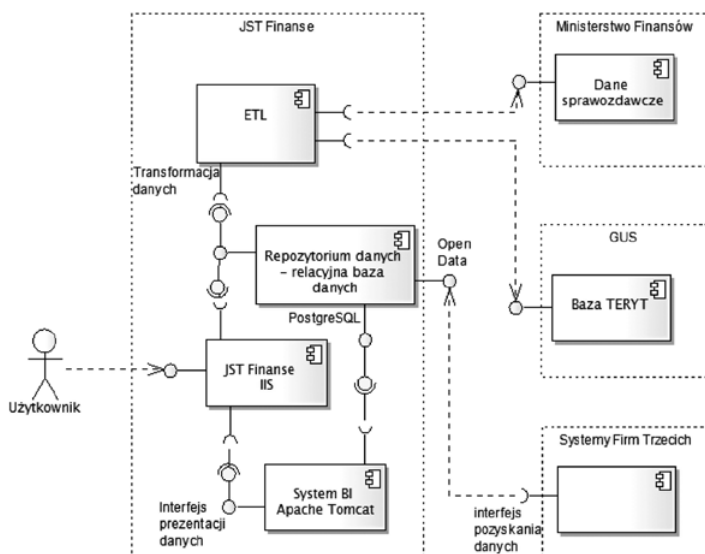 JST Finanse
Ministerstwo Finansów
ETL
Dane
sprawozdawcze
Transformacja
danych
Repozytorium danych
– relacyjna baza
danych
Open
Data
GUS
Baza TERYT
PostgreSQL
JST Finanse
IIS
Użytkownik
Systemy Firm Trzecich
System BI
Apache Tomcat
Interfejs
prezentacji
danych
interfejs
pozyskania
danych